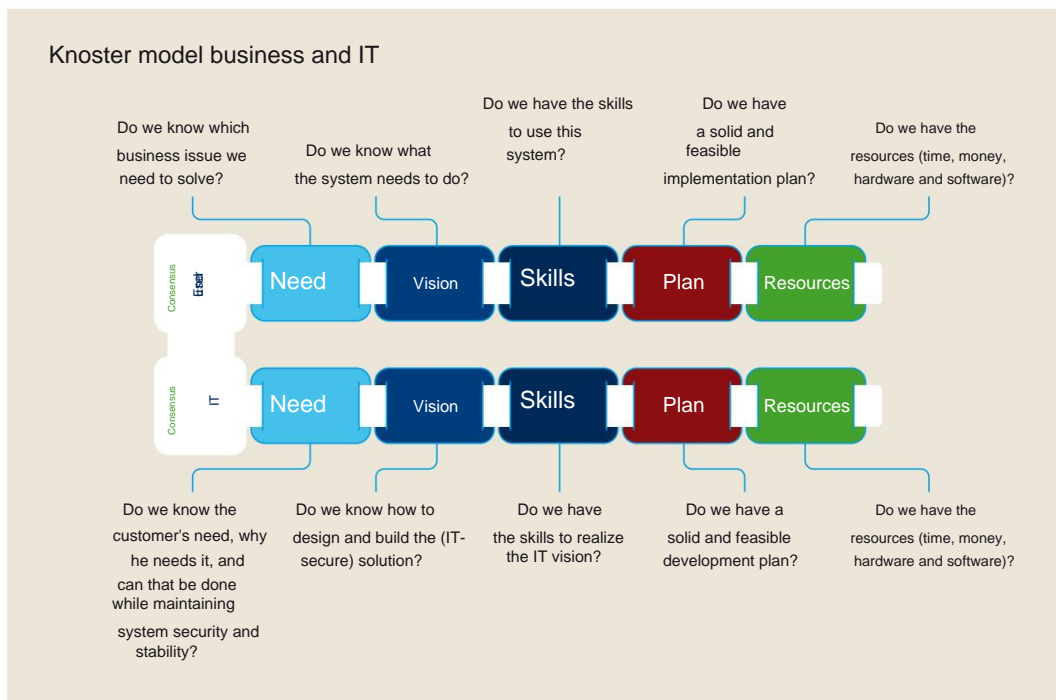 Knoster model business and IT
Do we know which
business issue we
need to solve?
Do we know what
the system needs to do?
Do we have the skills
to use this
system?
Do we have
a solid and
feasible
implementation plan?
Do we have the
resources (time, money,
hardware and software)?
Consensus
Need
Vision
Skills
Plan
Resources
Consensus
IT
Need
Vision
Skills
Plan
Resources
Do we know the
customer's need, why
he needs it, and
can that be done
while maintaining
system security and
stability?
Do we know how to
design and build the (IT-
secure) solution?
Do we have
the skills to realize
the IT vision?
Do we have a
solid and feasible
development plan?
Do we have the
resources (time, money,
hardware and software)?